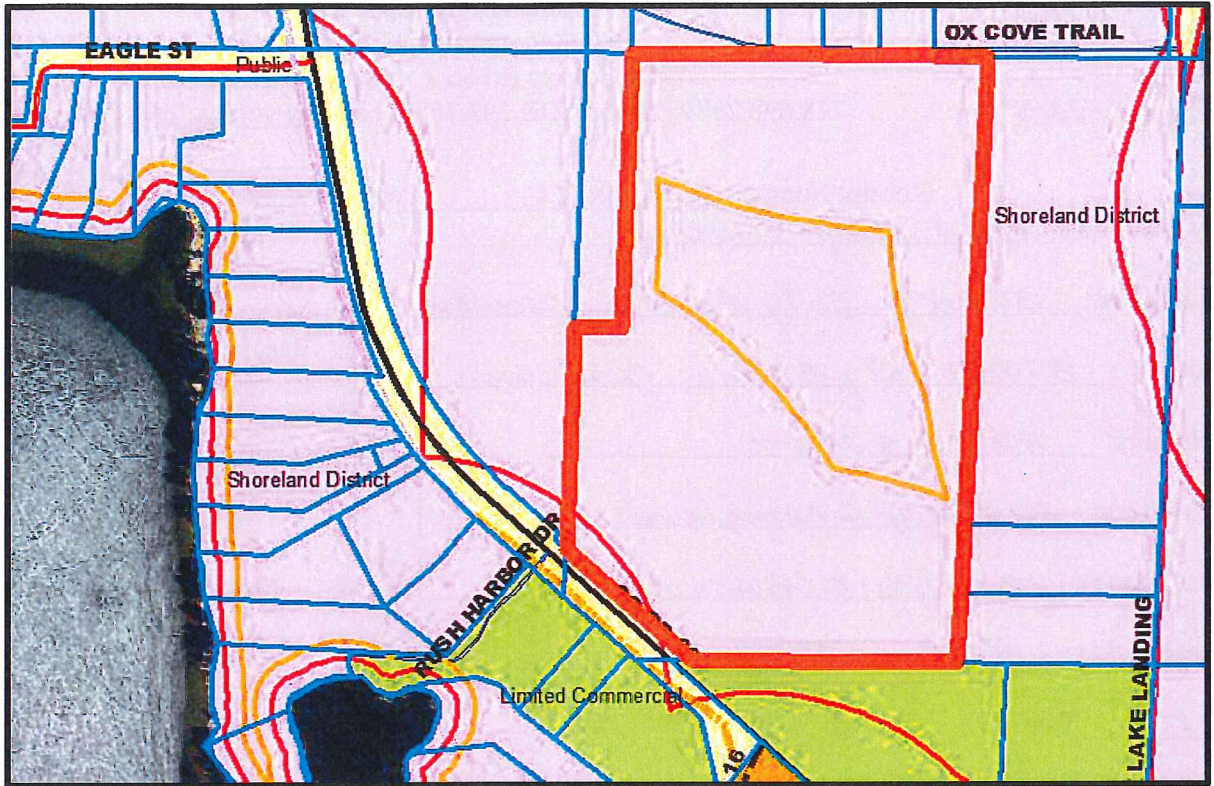 OX COVE TRAIL
EAGLE ST
Public
Shoreland District
Shoreland District
RUSH HARBOR DR
Limited Commercial
LAKE LANDING
16